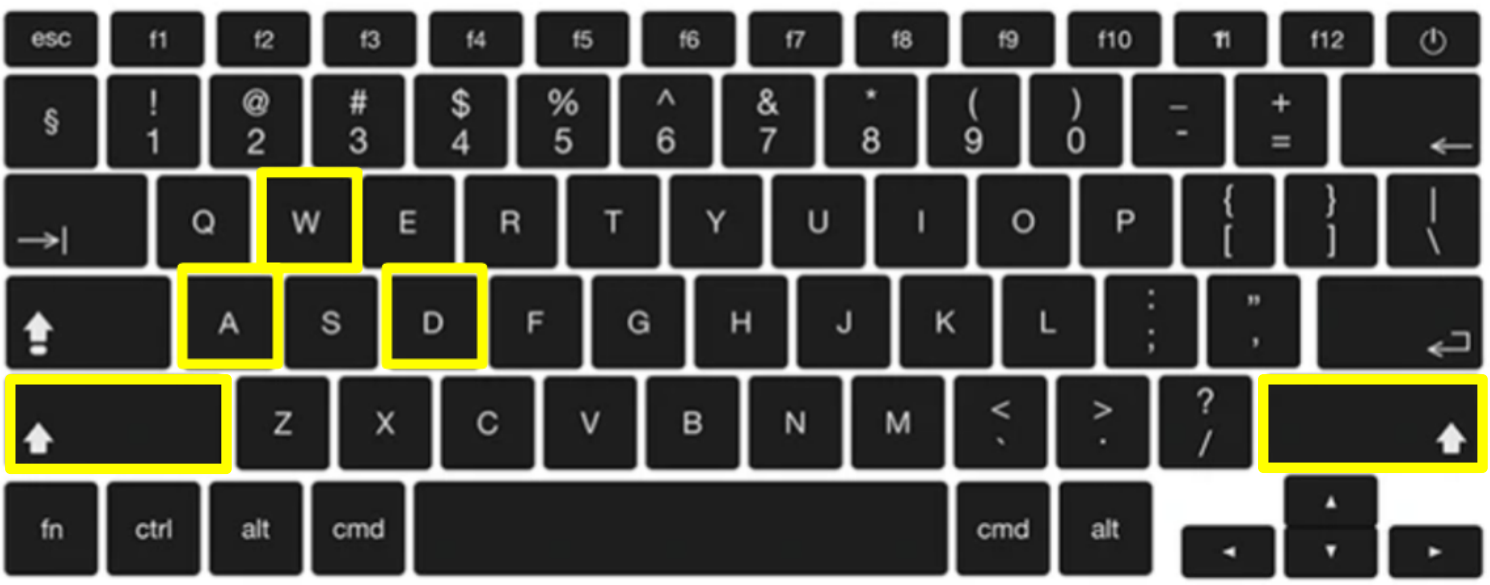 esc f1 f2 f3 f4 f5 f6 f7 f8 f9 f10 f11 f12
! @ # $ % ^ & * ( ) _ +
§ 1 2 3 4 5 6 7 8 9 0 - =
Q W E R T Y U I O P { } |
[ ] \
A S D F G H J K L : ”
; ,
Z X C V B N M < > ?
` . /
fn ctrl alt cmd cmd alt